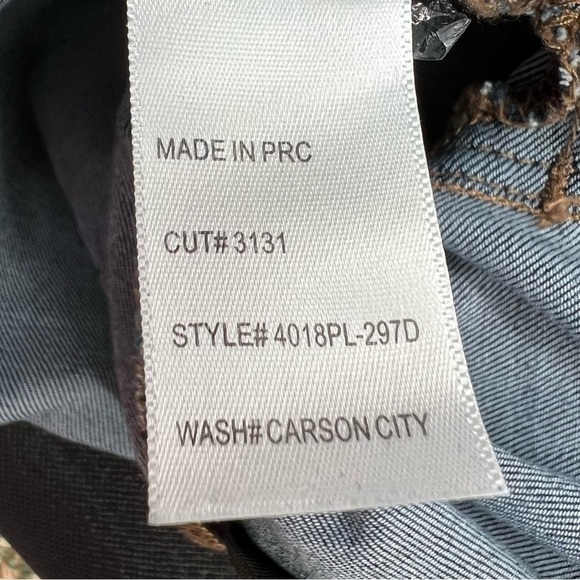 MADE IN PRC
CUT# 3131
STYLE# 4018PL-297D
WASH# CARSON CITY